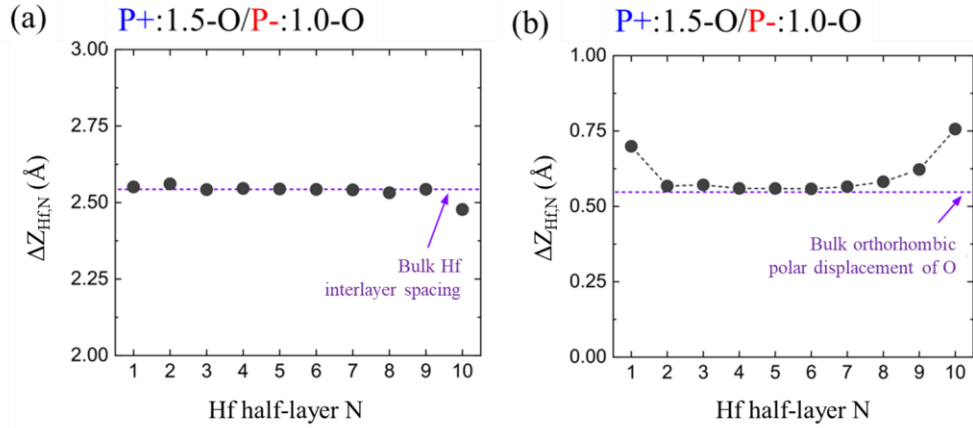 (a) P+:1.5-O/P-:1.0-O
3.00
2.75
2.50
2.25
2.00
ΔZHf,N (Å)
Bulk Hf
interlayer spacing
1 2 3 4 5 6 7 8 9 10
Hf half-layer N
(b) P+:1.5-O/P-:1.0-O
1.00
0.75
0.50
0.25
0.00
ΔZHf,N (Å)
Bulk orthorhombic
polar displacement of O
1 2 3 4 5 6 7 8 9 10
Hf half-layer N